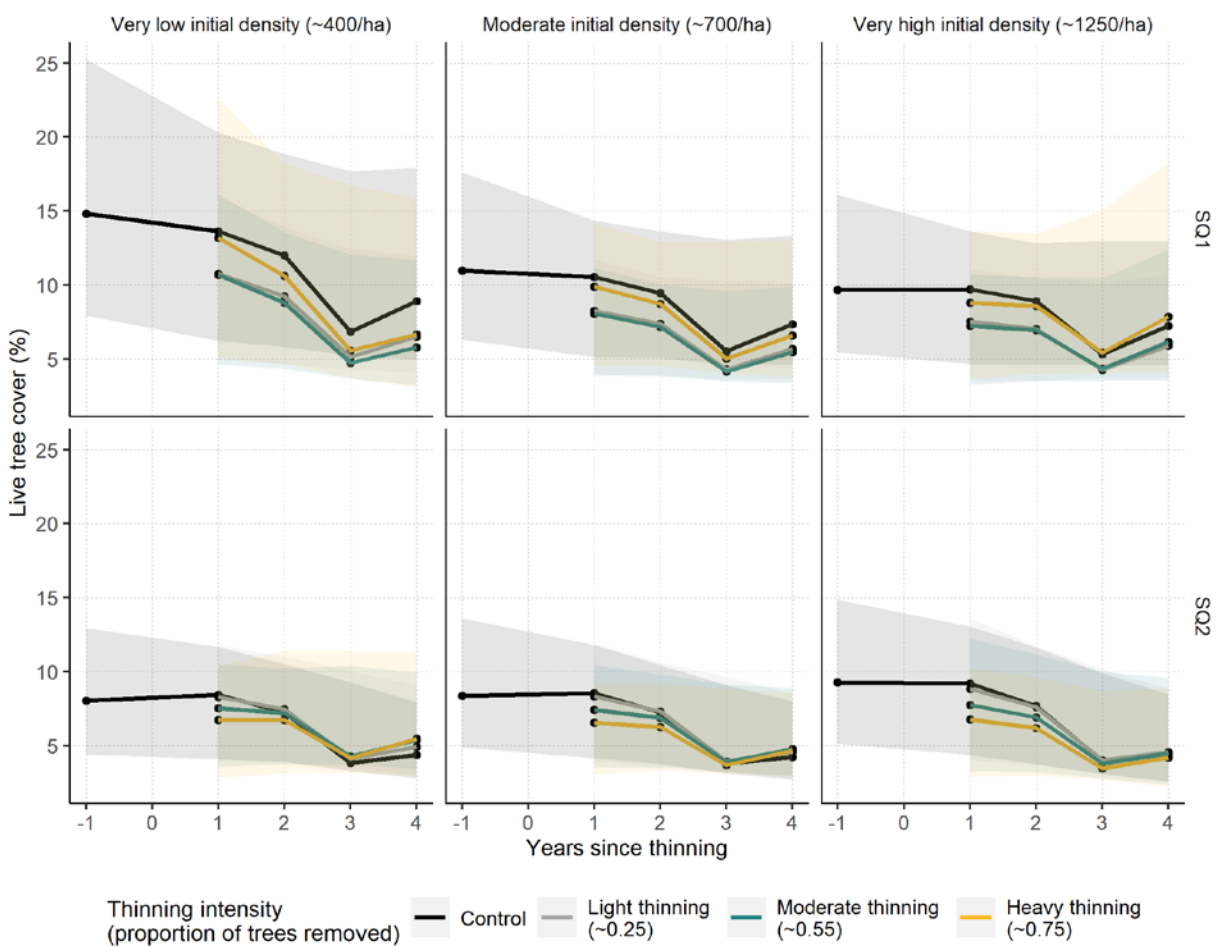 Very low initial density (~400/ha)
Moderate initial density (~700/ha)
Very high initial density (~1250/ha)
25
20
15
10
5
SQ1
Live tree cover (%)
25
20
15
10
5
SQ2
-1 0 1 2 3 4
-1 0 1 2 3 4
-1 0 1 2 3 4
Years since thinning
Thinning intensity
(proportion of trees removed)
Control
Light thinning
(~0.25)
Moderate thinning
(~0.55)
Heavy thinning
(~0.75)